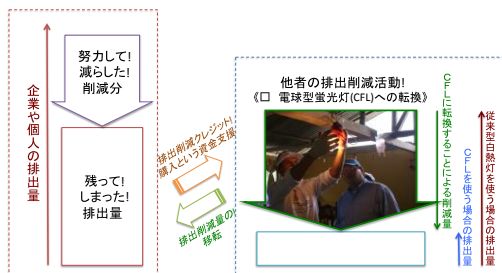 企業や個人の排出量
努力して!
減らした!
削減分
残って!
しまった!
排出量
排出削減クレジット!
購入という資金支援!
排出削減量の!
移転
他者の排出削減活動!
《☐ 電球型蛍光灯(CFL)への転換》
CFLに転換することによる削減量
CFLを使う場合の排出量
従来型白熱灯を使う場合の排出量